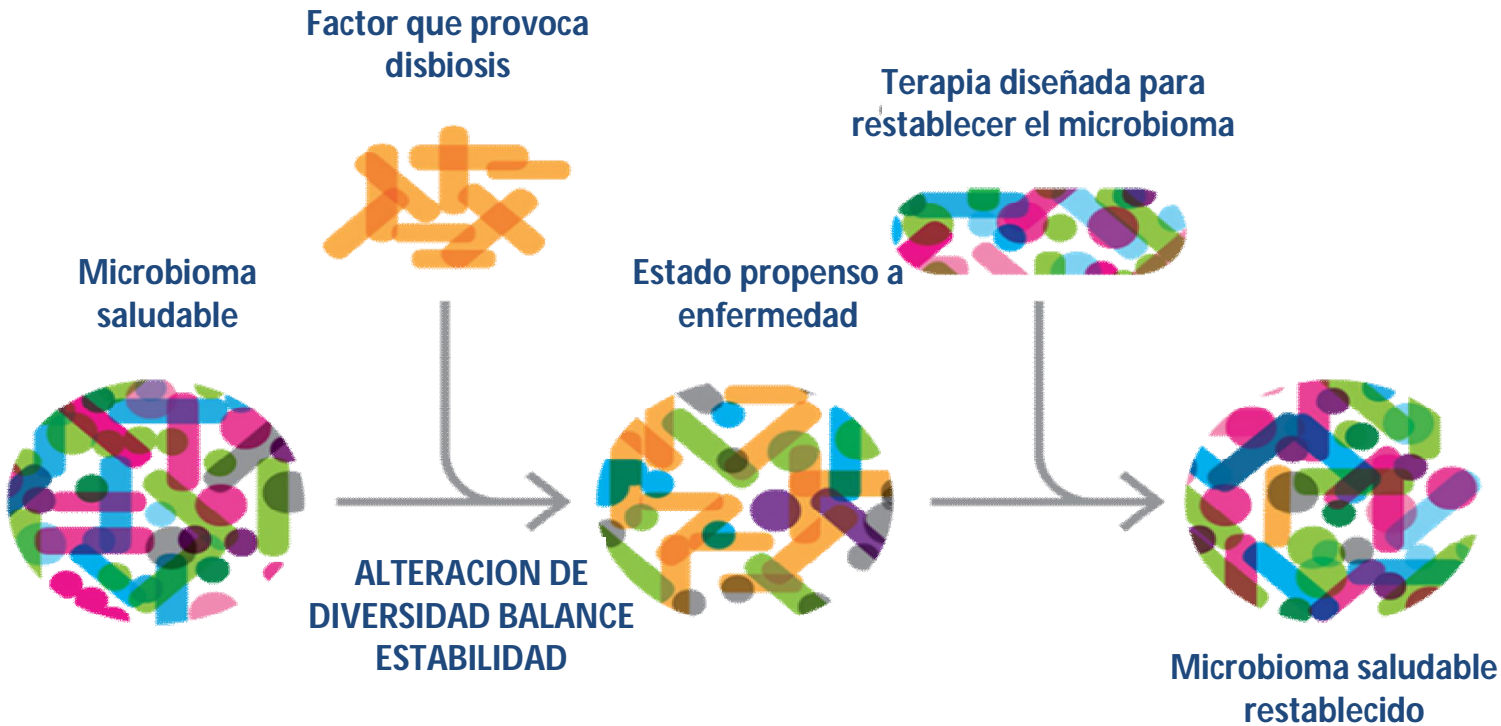 Factor que provoca
disbiosis
Terapia diseñada para
restablecer el microbioma
Microbioma
saludable
Estado propenso a
enfermedad
ALTERACION DE
DIVERSIDAD BALANCE
ESTABILIDAD
Microbioma saludable
restablecido